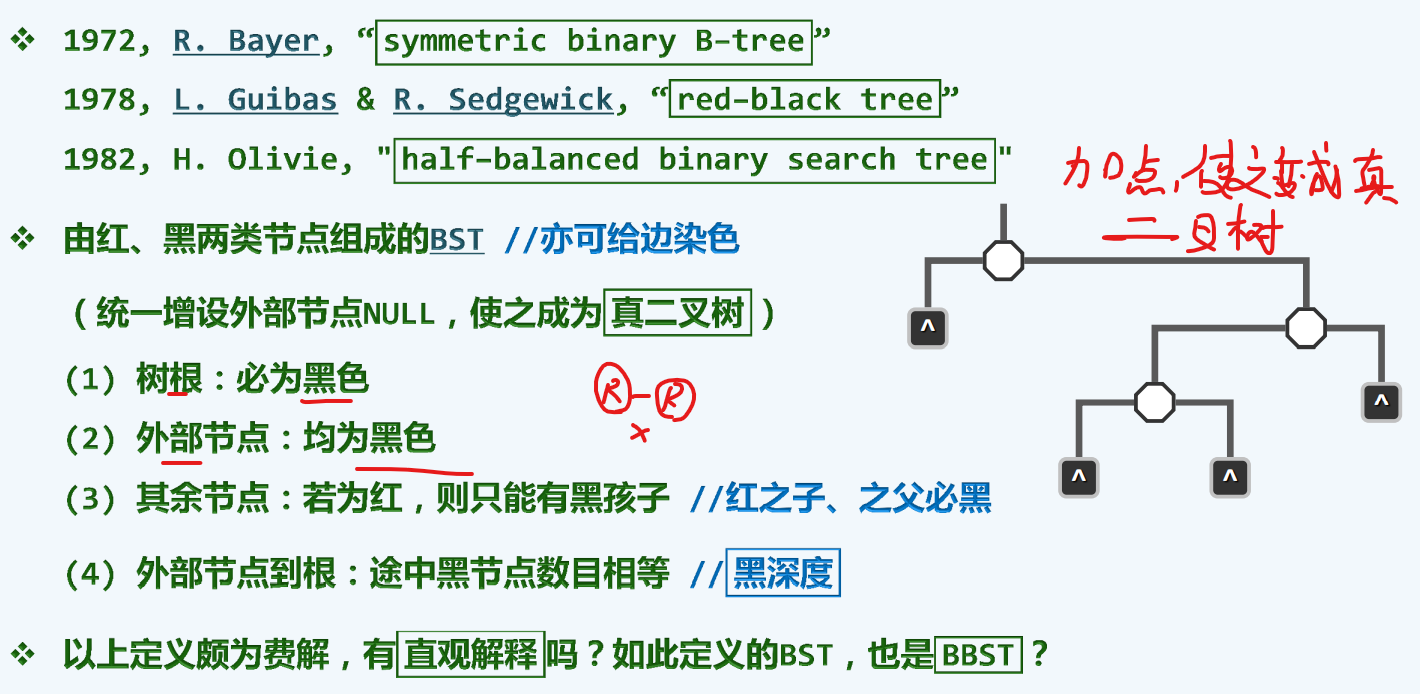 ❖ 1972, R. Bayer, “symmetric binary B-tree”
1978, L. Guibas & R. Sedgewick, “red-black tree”
1982, H. Olivie, "half-balanced binary search tree"
加点，使之变成真
二叉树
❖ 由红、黑两类节点组成的BST //亦可给边染色
（统一增设外部节点NULL，使之成为真二叉树）
(1) 树根：必为黑色
(2) 外部节点：均为黑色
(3) 其余节点：若为红，则只能有黑孩子 //红之子、之父必黑
(4) 外部节点到根：途中黑节点数目相等 //黑深度
R-R
×
^
^
^ ^
❖ 以上定义颇为费解，有直观解释吗？如此定义的BST，也是BBST？